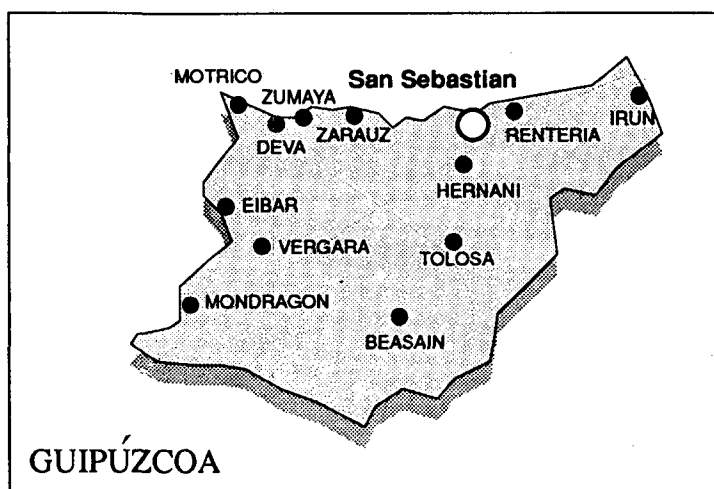 MOTRICO
San Sebastian
ZUMAYA
DEVA
ZARAUZ
RENTERIA
IRUN
HERNANI
EIBAR
VERGARA
TOLOSA
MONDRAGON
BEASAIN
GUIPÚZCOA